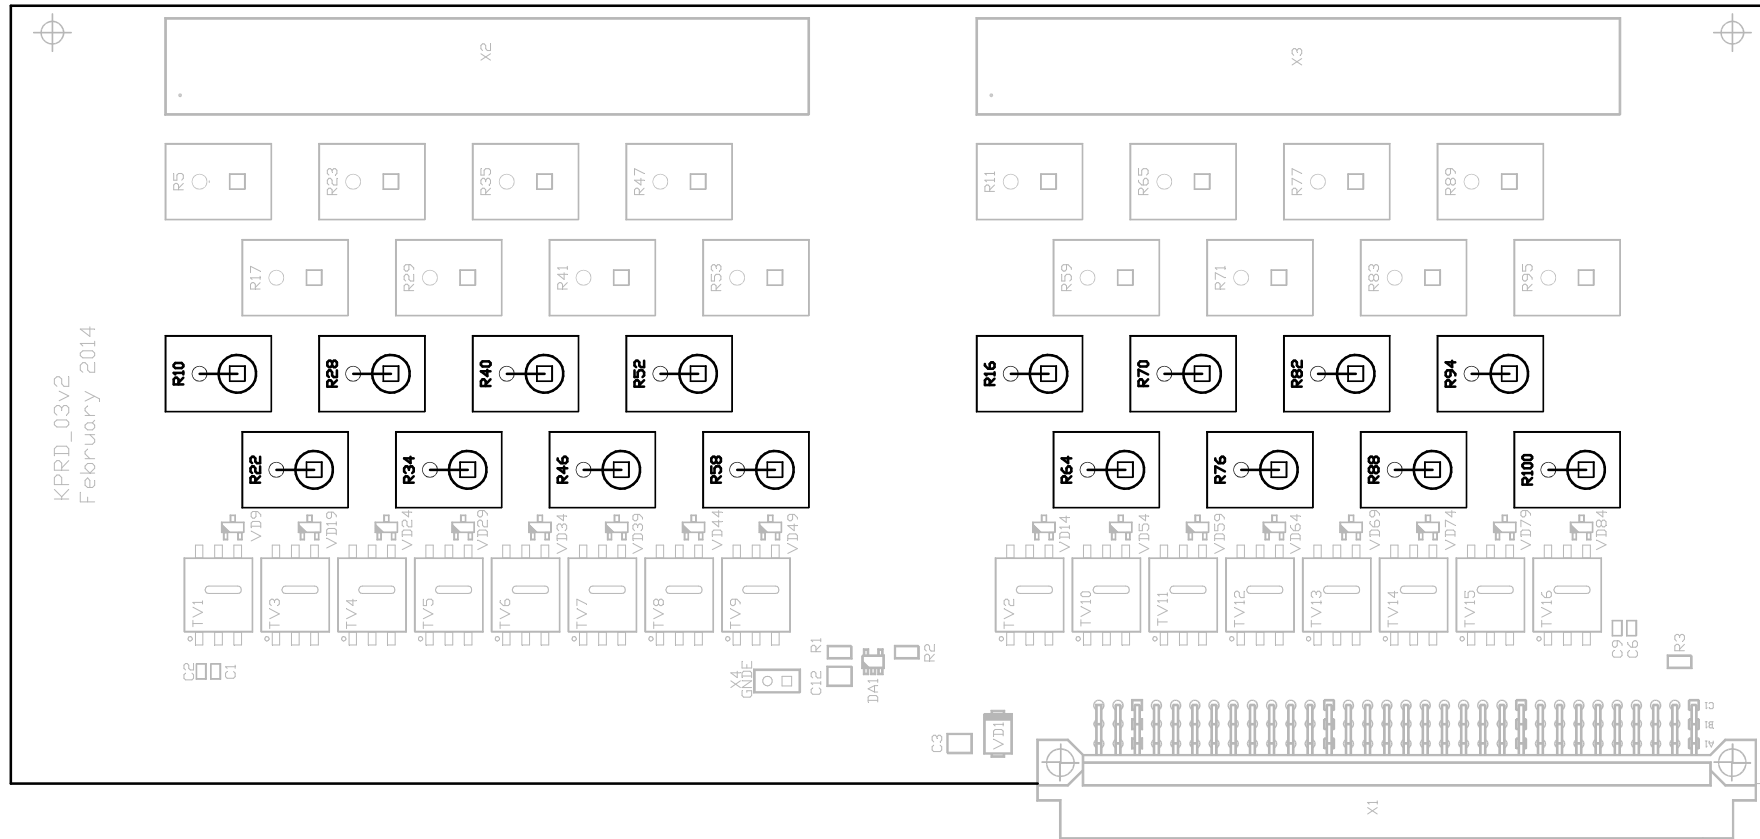 X2
X3
R5
R23
R35
R47
R11
R65
R77
R89
R17
R29
R41
R53
R59
R71
R83
R95
KPRD_03v2
February 2014
R10
R28
R40
R52
R16
R70
R82
R94
R22
R34
R46
R58
R64
R76
R88
R100
VD9
VD19
VD24
VD29
VD34
VD39
VD44
VD49
VD14
VD54
VD59
VD64
VD69
VD74
VD79
VD84
TV1
TV3
TV4
TV5
TV6
TV7
TV8
TV9
TV2
TV10
TV11
TV12
TV13
TV14
TV15
TV16
C2
C1
X4
GNDE
R1
C12
DA1
R2
C9
C6
R3
C3
VD1
C1
B1
A1
X1